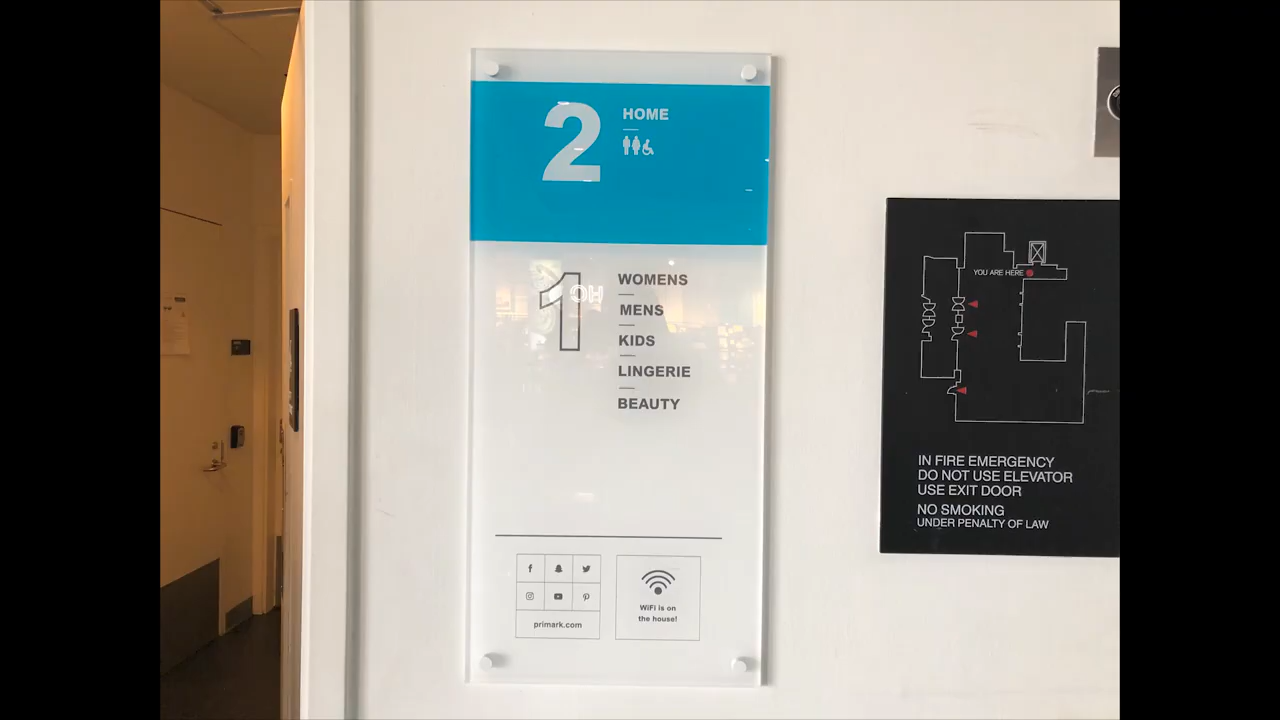 2
HOME
1
WOMENS
MENS
KIDS
LINGERIE
BEAUTY
primark.com
WiFi is on
the house!
YOU ARE HERE
IN FIRE EMERGENCY
DO NOT USE ELEVATOR
USE EXIT DOOR
NO SMOKING
UNDER PENALTY OF LAW